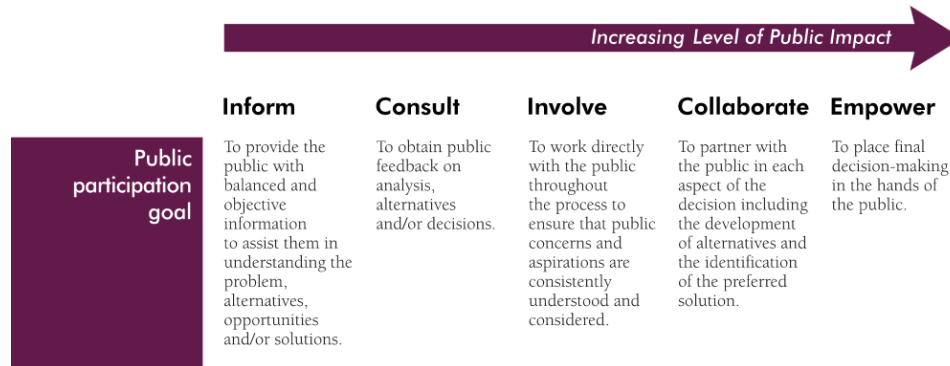 Increasing Level of Public Impact
Inform
Consult
Involve
Collaborate
Empower
Public
participation
goal
To provide the
public with
balanced and
objective
information
to assist them in
understanding the
problem,
alternatives,
opportunities
and/or solutions.
To obtain public
feedback on
analysis,
alternatives
and/or decisions.
To work directly
with the public
throughout
the process to
ensure that public
concerns and
aspirations are
consistently
understood and
considered.
To partner with
the public in each
aspect of the
decision including
the development
of alternatives and
the identification
of the preferred
solution.
To place final
decision-making
in the hands of
the public.